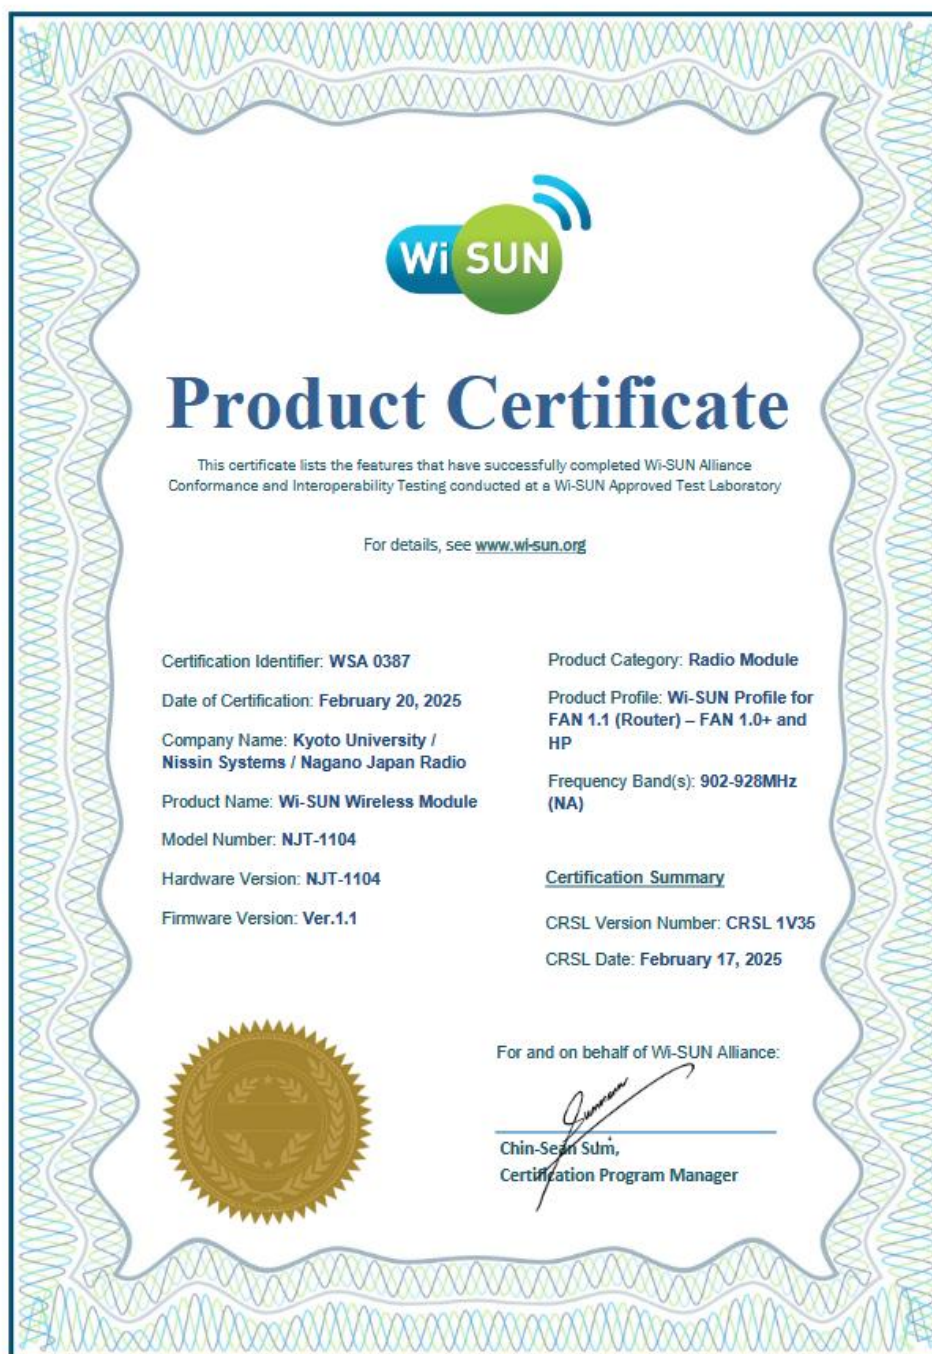 Wi SUN
Product Certificate
This certificate lists the features that have successfully completed Wi-SUN Alliance
Conformance and Interoperability Testing conducted at a Wi-SUN Approved Test Laboratory
For details, see www.wi-sun.org
Certification Identifier: WSA 0387
Date of Certification: February 20, 2025
Company Name: Kyoto University /
Nissin Systems / Nagano Japan Radio
Product Name: Wi-SUN Wireless Module
Model Number: NJT-1104
Hardware Version: NJT-1104
Firmware Version: Ver.1.1
Product Category: Radio Module
Product Profile: Wi-SUN Profile for
FAN 1.1 (Router) – FAN 1.0+ and
HP
Frequency Band(s): 902-928MHz
(NA)
Certification Summary
CRSL Version Number: CRSL 1V35
CRSL Date: February 17, 2025
For and on behalf of Wi-SUN Alliance:
Chin-Sean Sum,
Certification Program Manager